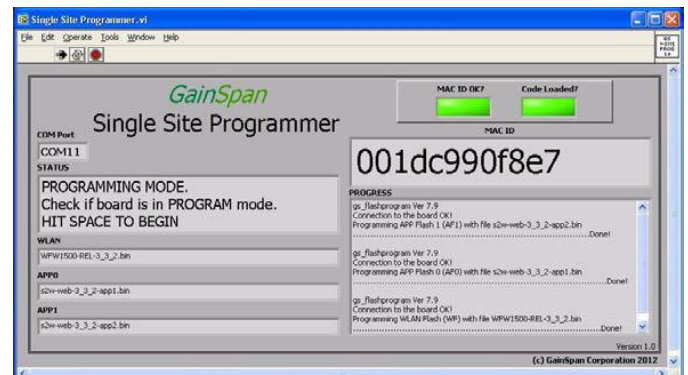 Single Site Programmer.vi
File Edit Operate Tools Window Help
GainSpan
Single Site Programmer
MAC ID OK?
Code Loaded?
COM Port
COM11
MAC ID
001dc990f8e7
STATUS
PROGRAMMING MODE.
Check if board is in PROGRAM mode.
HIT SPACE TO BEGIN
WLAN
WFW1500-REL-3_3_2.bin
APP0
s2w-web-3_3_2-app1.bin
APP1
s2w-web-3_3_2-app2.bin
PROGRESS
gs_flashprogram Ver 7.9
Connection to the board OK!
Programming APP Flash 1 (AF1) with file s2w-web-3_3_2-app2.bin
Done!
gs_flashprogram Ver 7.9
Connection to the board OK!
Programming APP Flash 0 (AF0) with file s2w-web-3_3_2-app1.bin
Done!
gs_flashprogram Ver 7.9
Connection to the board OK!
Programming WLAN Flash (WF) with file WFW1500-REL-3_3_2.bin
Done!
Version 1.0
(c) GainSpan Corporation 2012